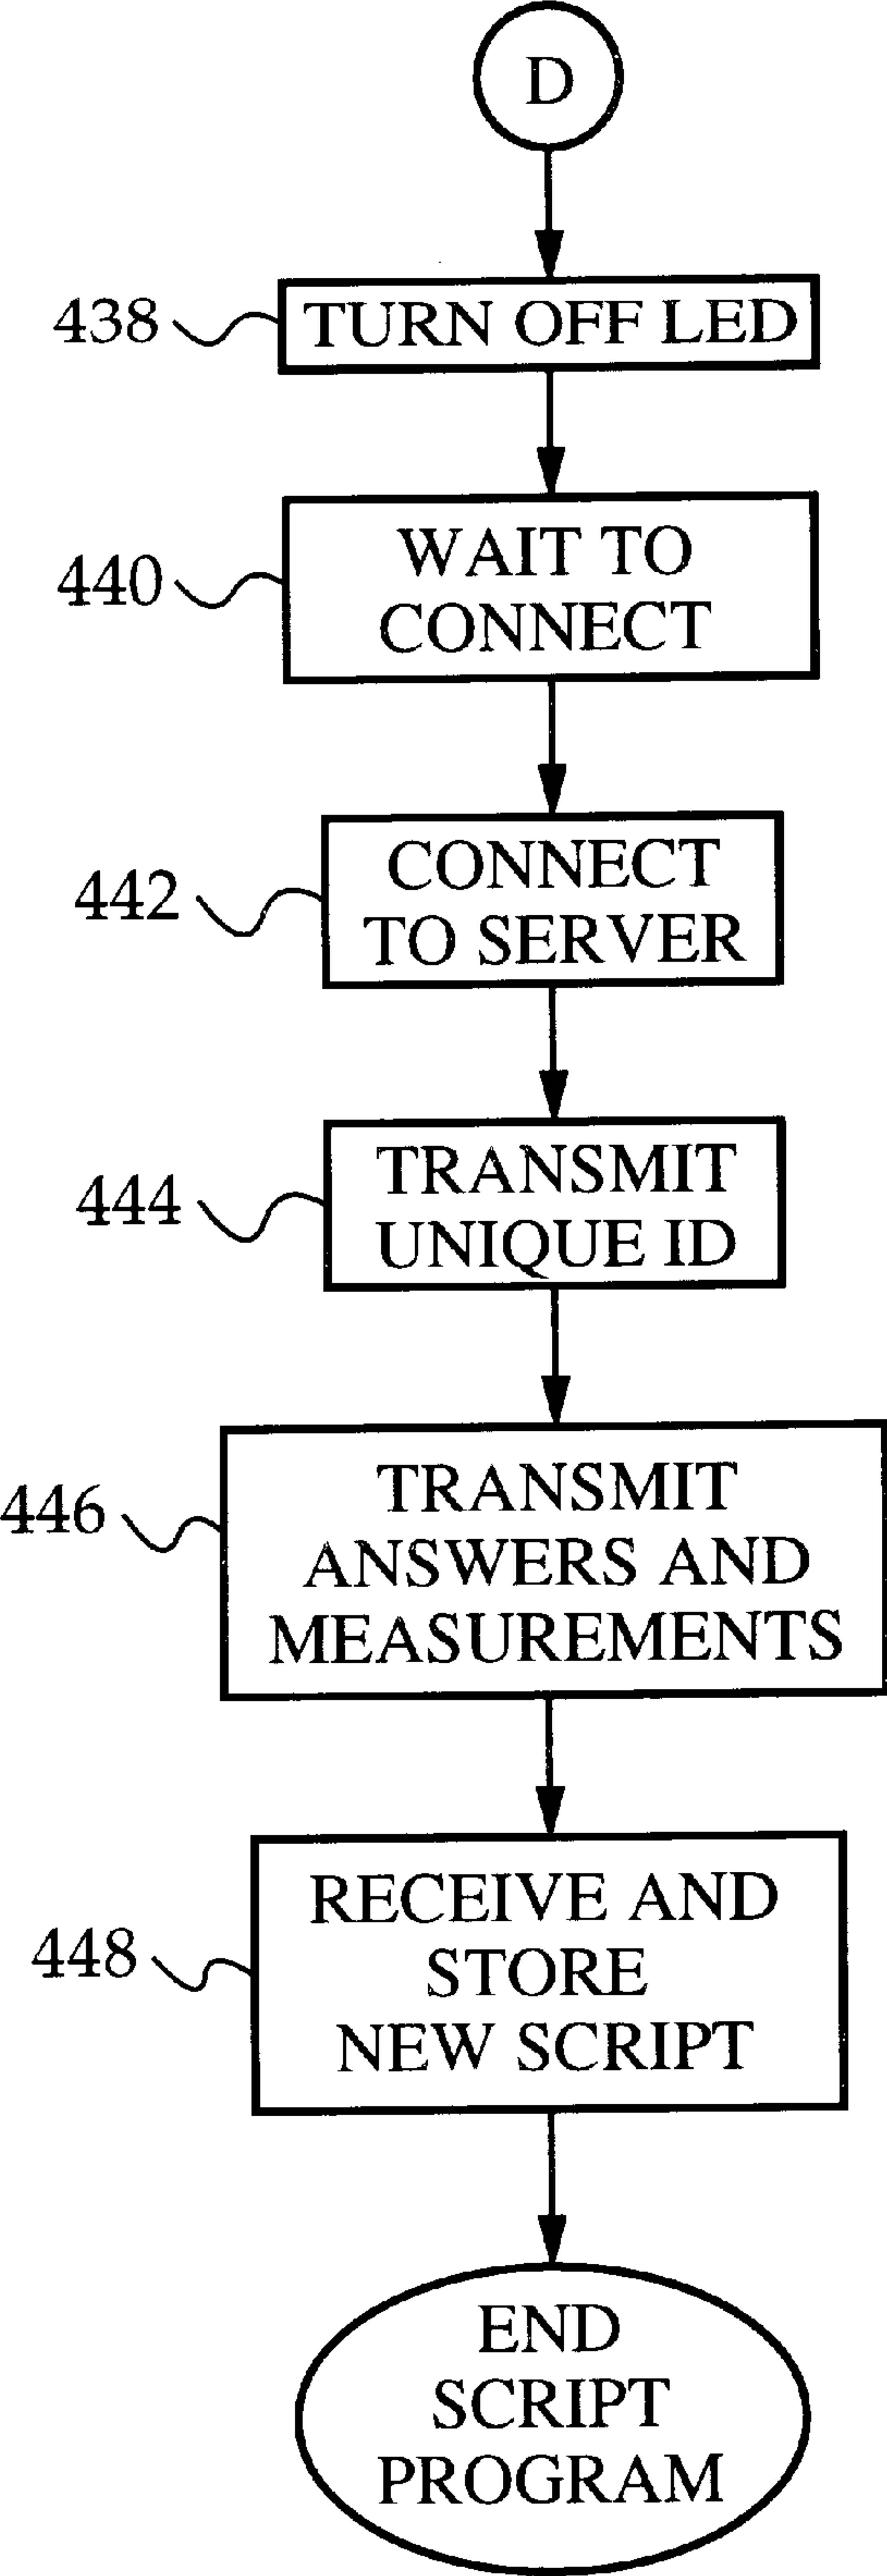 D
438 TURN OFF LED
440 WAIT TO
CONNECT
442 CONNECT
TO SERVER
444 TRANSMIT
UNIQUE ID
446 TRANSMIT
ANSWERS AND
MEASUREMENTS
448 RECEIVE AND
STORE
NEW SCRIPT
END
SCRIPT
PROGRAM